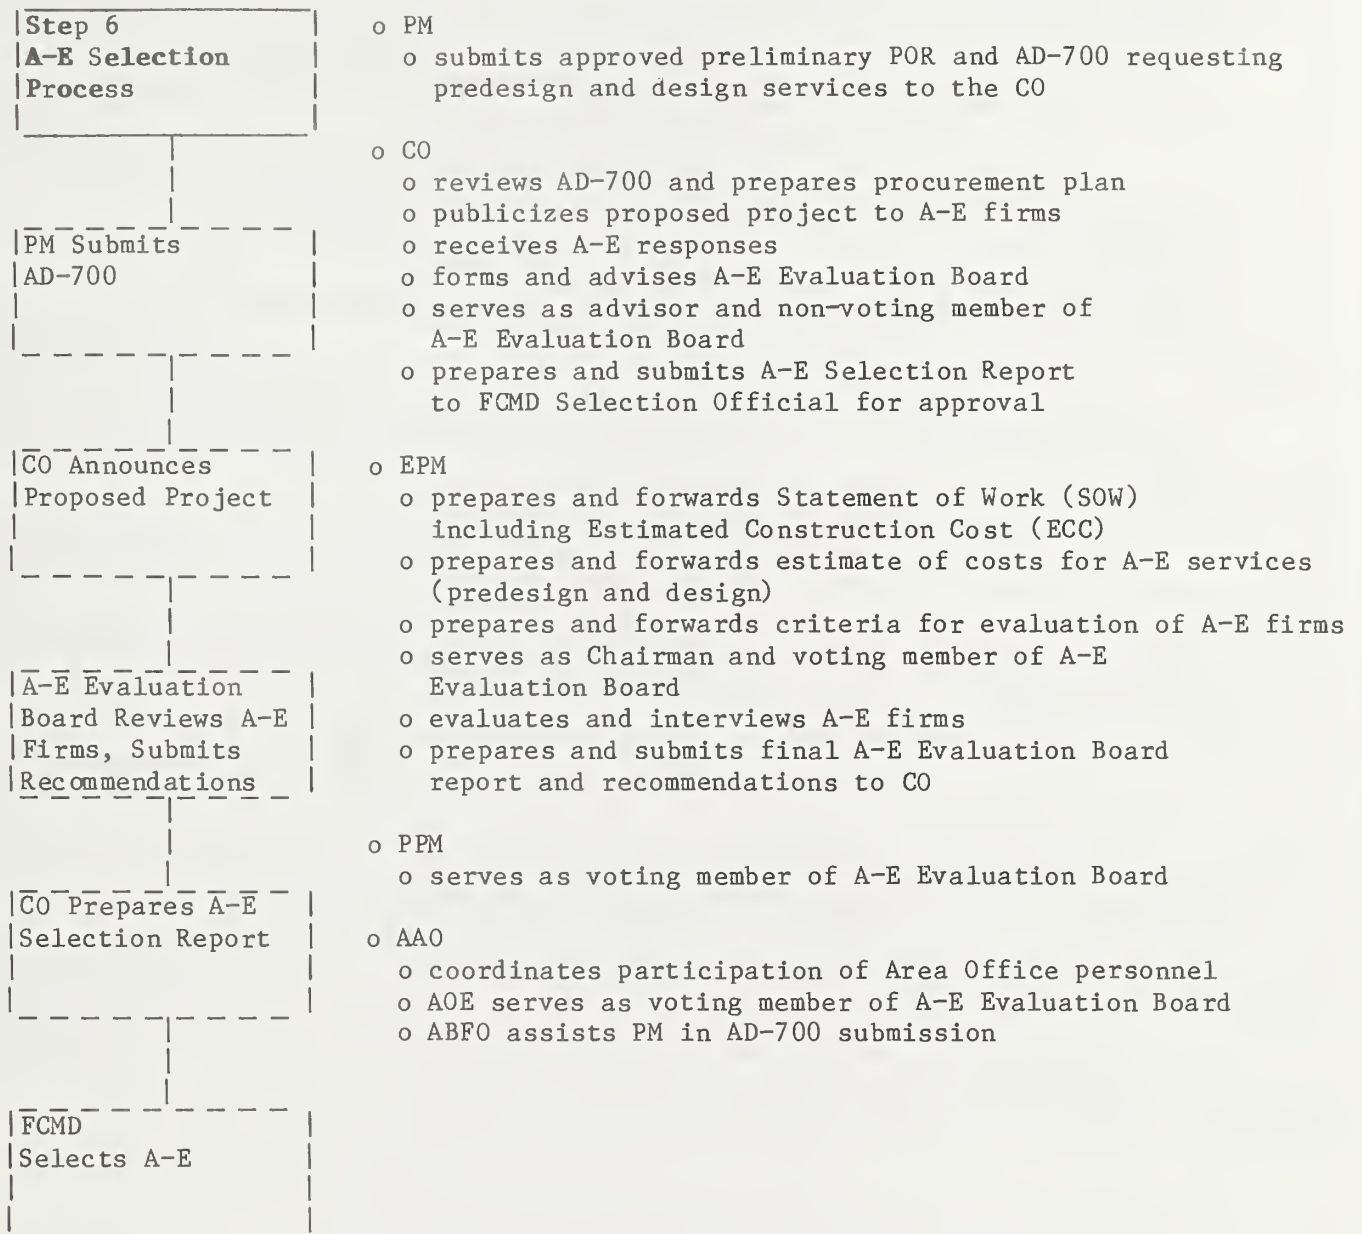 Step 6
A-E Selection
Process
PM Submits
AD-700
CO Announces
Proposed Project
A-E Evaluation
Board Reviews A-E
Firms, Submits
Recommendations
CO Prepares A-E
Selection Report
FCMD
Selects A-E
o PM
o submits approved preliminary POR and AD-700 requesting
predesign and design services to the CO
o CO
o reviews AD-700 and prepares procurement plan
o publicizes proposed project to A-E firms
o receives A-E responses
o forms and advises A-E Evaluation Board
o serves as advisor and non-voting member of
A-E Evaluation Board
o prepares and submits A-E Selection Report
to FCMD Selection Official for approval
o EPM
o prepares and forwards Statement of Work (SOW)
including Estimated Construction Cost (ECC)
o prepares and forwards estimate of costs for A-E services
(predesign and design)
o prepares and forwards criteria for evaluation of A-E firms
o serves as Chairman and voting member of A-E
Evaluation Board
o evaluates and interviews A-E firms
o prepares and submits final A-E Evaluation Board
report and recommendations to CO
o PPM
o serves as voting member of A-E Evaluation Board
o AAO
o coordinates participation of Area Office personnel
o AOE serves as voting member of A-E Evaluation Board
o ABFO assists PM in AD-700 submission